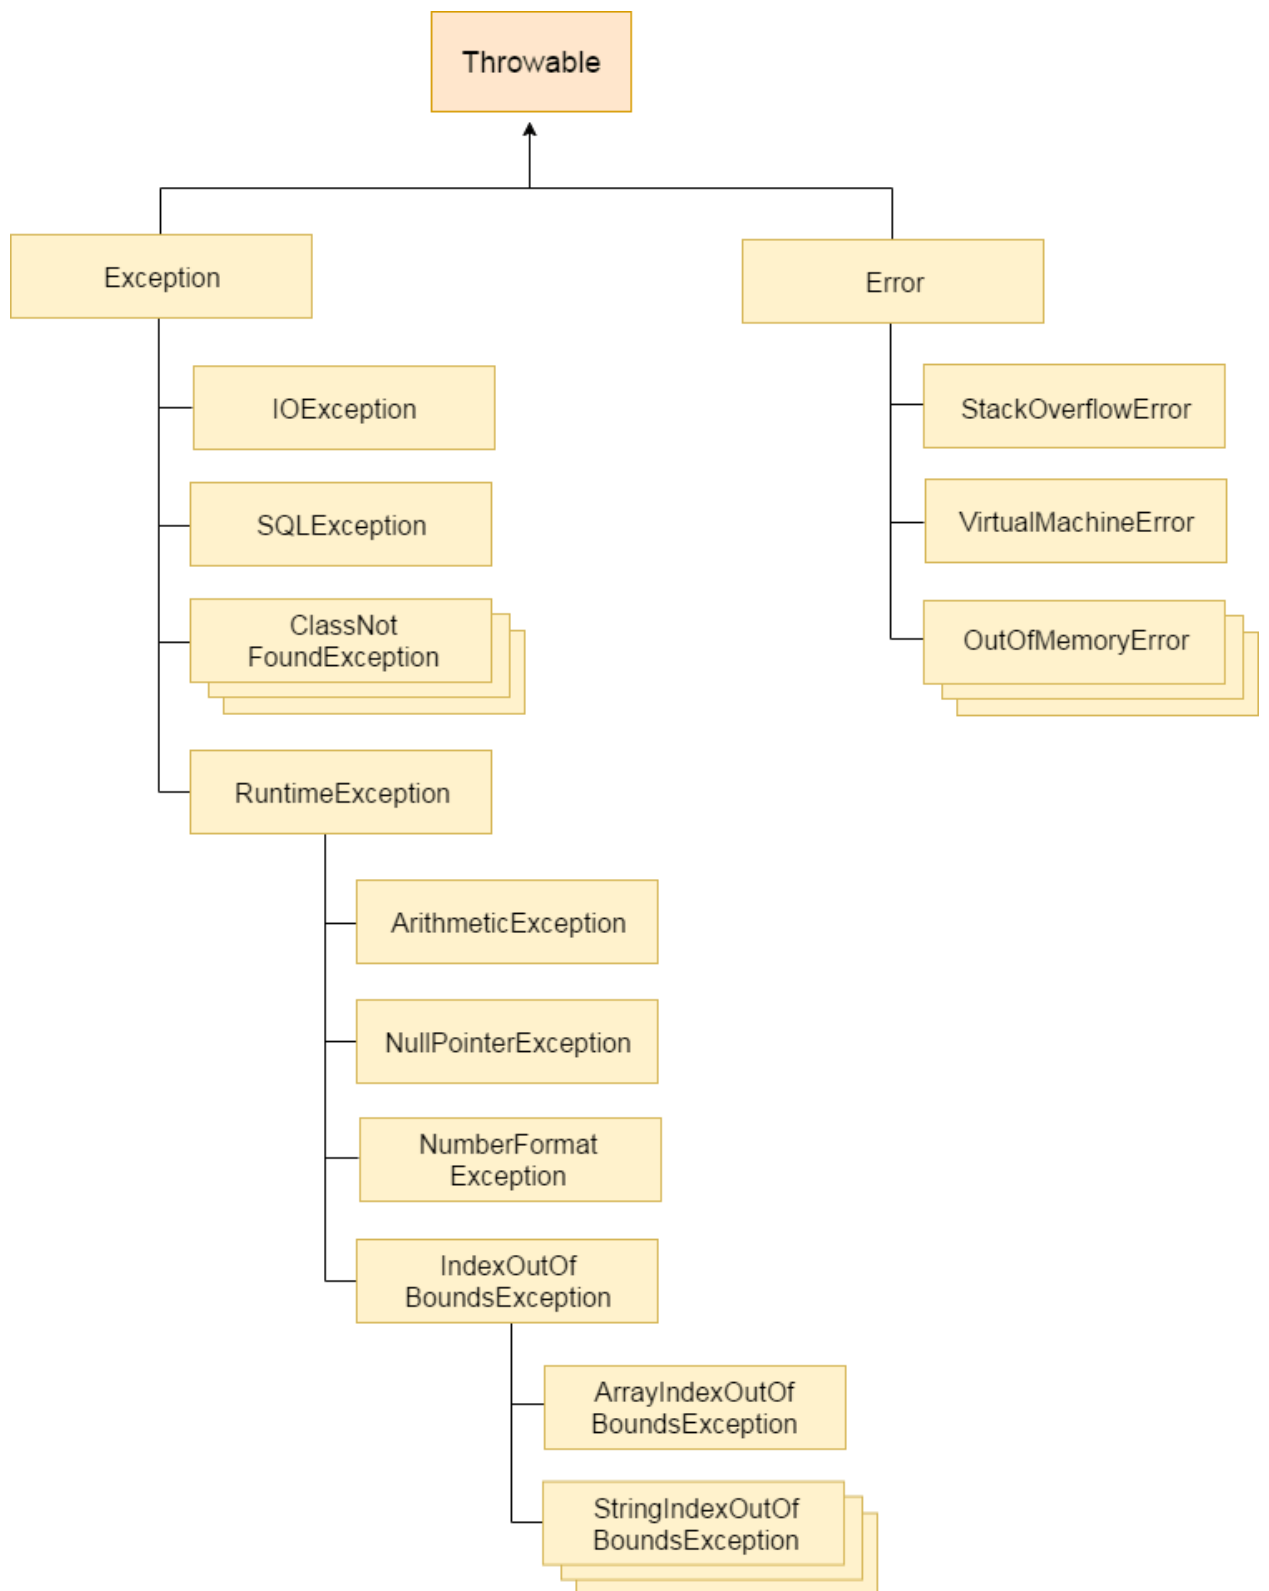 Throwable
Exception
Error
IOException
StackOverflowError
SQLException
VirtualMachineError
ClassNot
FoundException
OutOfMemoryError
RuntimeException
ArithmeticException
NullPointerException
NumberFormat
Exception
IndexOutOf
BoundsException
ArrayIndexOutOf
BoundsException
StringIndexOutOf
BoundsException